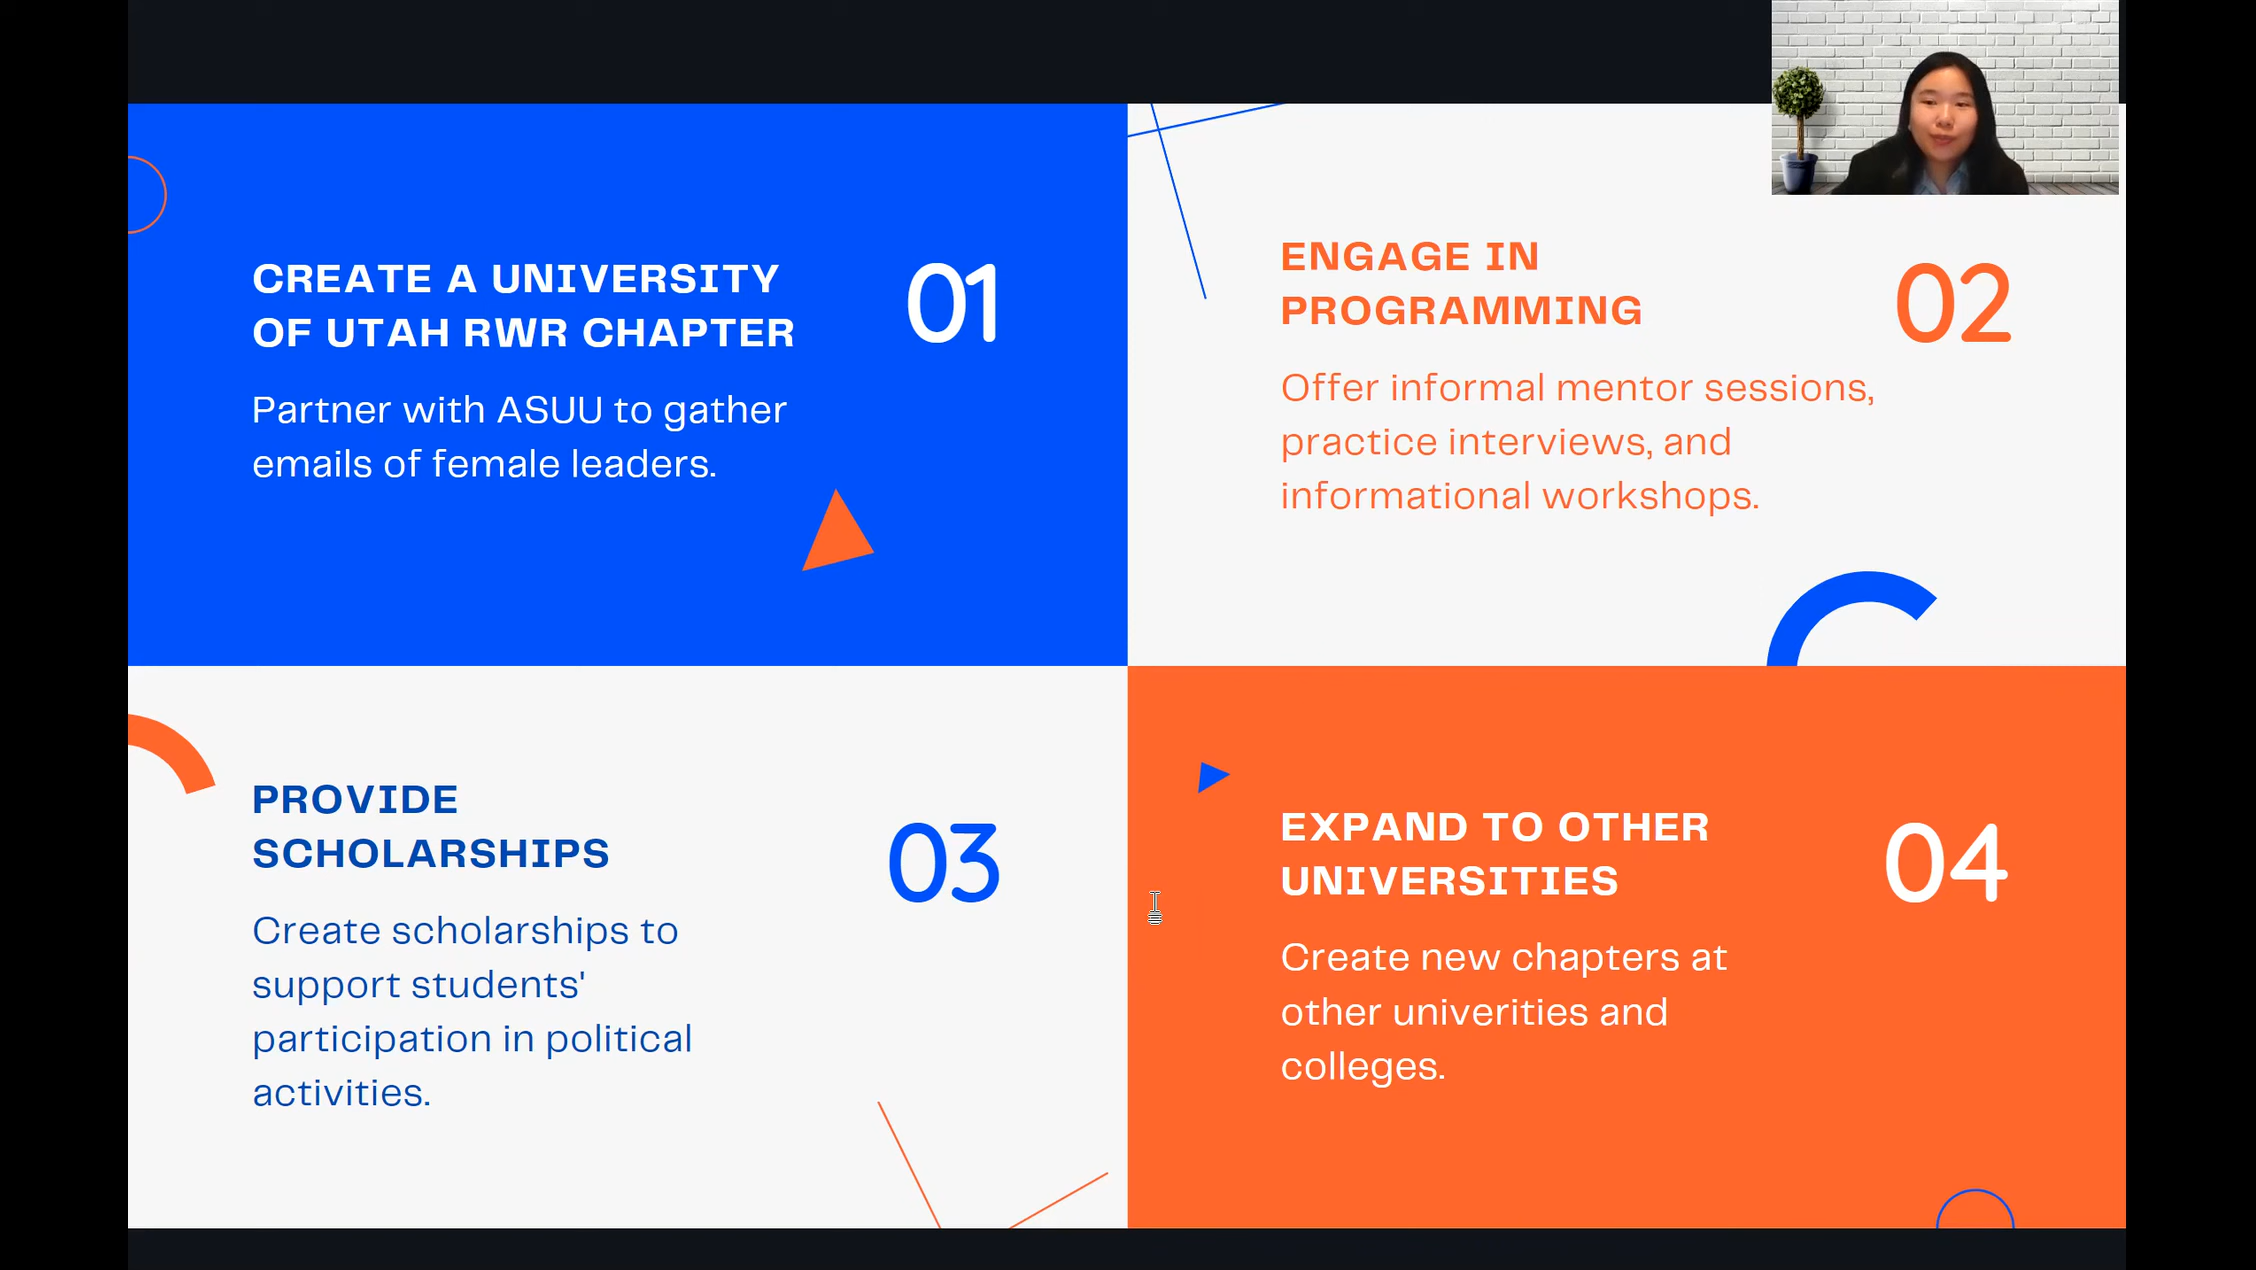 CREATE A UNIVERSITY
OF UTAH RWR CHAPTER
01
Partner with ASUU to gather
emails of female leaders.
ENGAGE IN
PROGRAMMING
02
Offer informal mentor sessions,
practice interviews, and
informational workshops.
PROVIDE
SCHOLARSHIPS
03
Create scholarships to
support students'
participation in political
activities.
EXPAND TO OTHER
UNIVERSITIES
04
Create new chapters at
other univerities and
colleges.